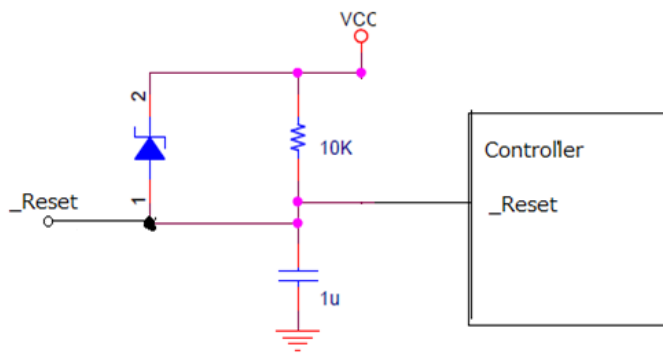 VCC
2
10K
Controller
_Reset
1
_Reset
1u